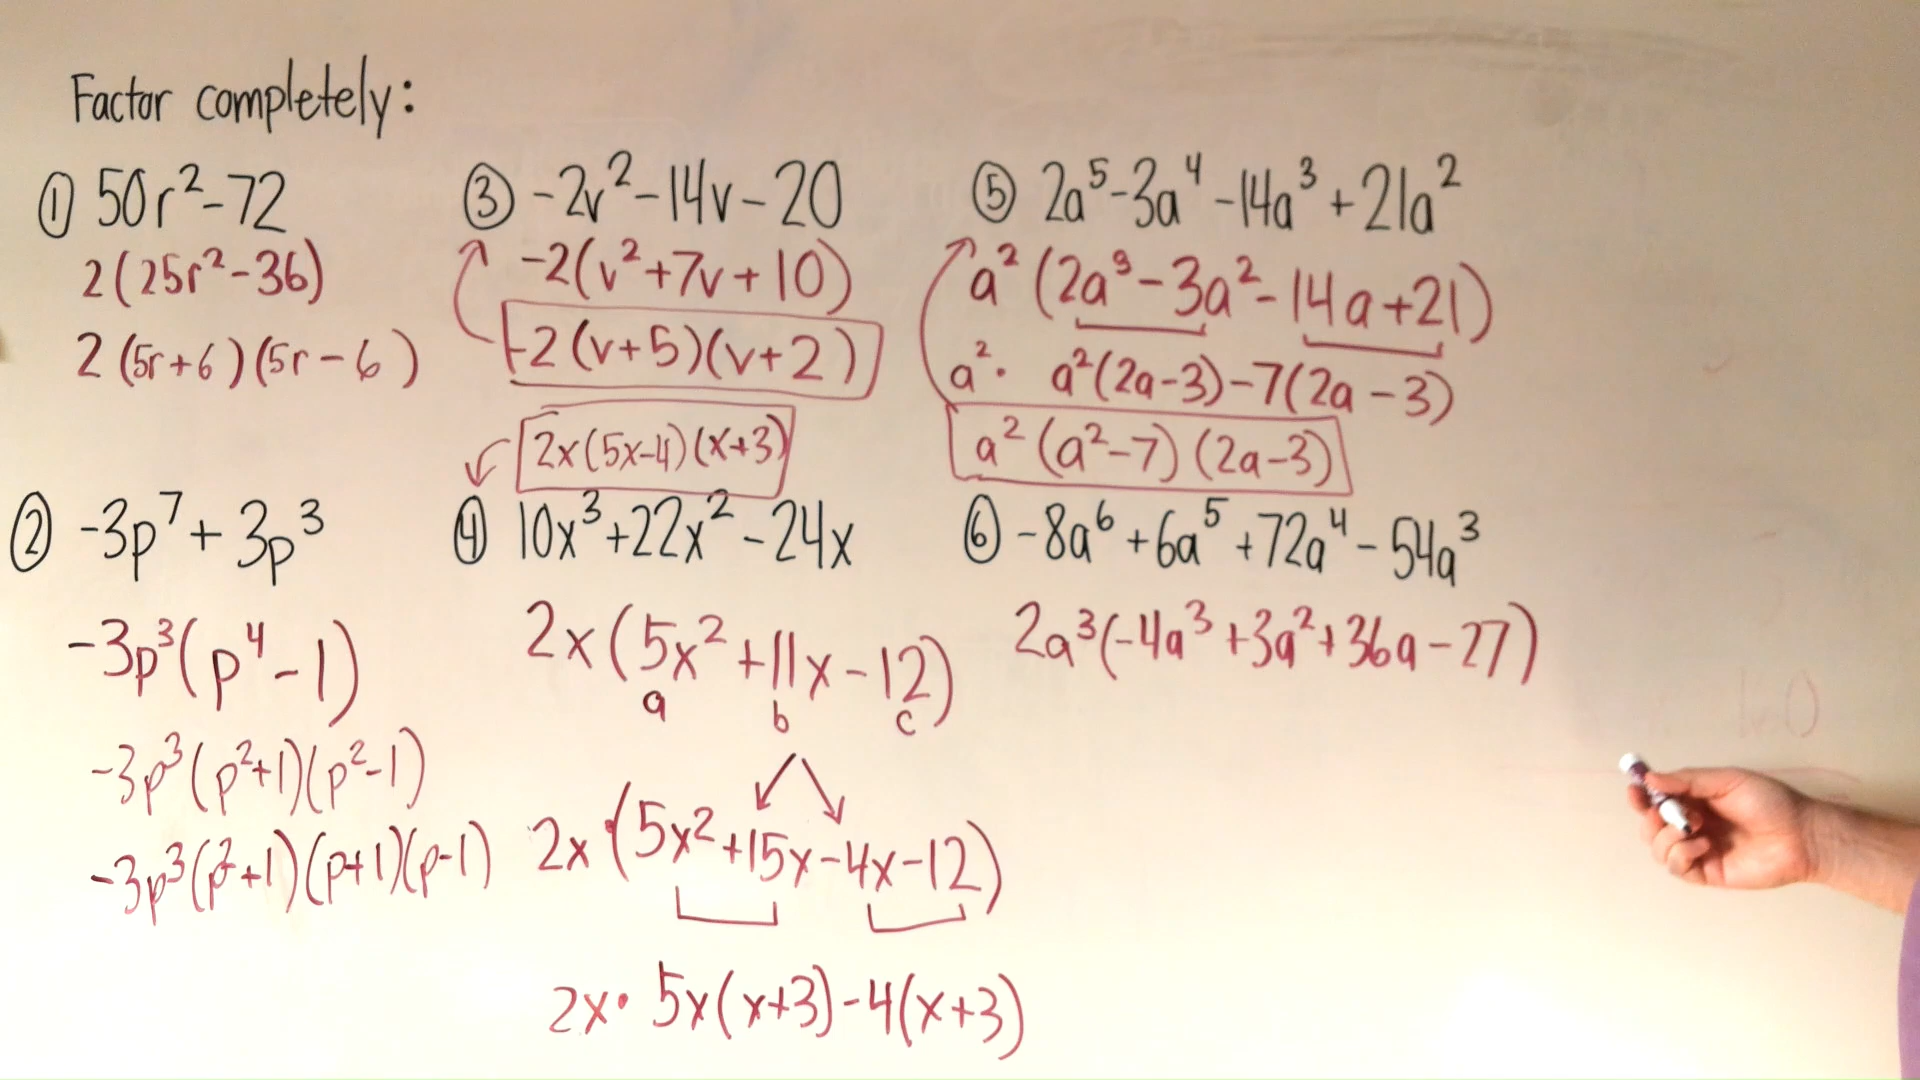 Factor completely:
① 50r²-72
2(25r²-36)
2(5r+6)(5r-6)
② -3p⁷+3p³
-3p³(p⁴-1)
-3p³(p²+1)(p²-1)
-3p³(p²+1)(p+1)(p-1)
③ -2v²-14v-20
-2(v²+7v+10)
-2(v+5)(v+2)
2x(5x-4)(x+3)
④ 10x³+22x²-24x
2x(5x²+11x-12)
a b c
2x(5x²+15x-4x-12)
2x• 5x(x+3)-4(x+3)
⑤ 2a⁵-3a⁴-14a³+21a²
a²(2a³-3a²-14a+21)
a²• a²(2a-3)-7(2a-3)
a²(a²-7)(2a-3)
⑥ -8a⁶+6a⁵+72a⁴-54a³
2a³(-4a³+3a²+36a-27)